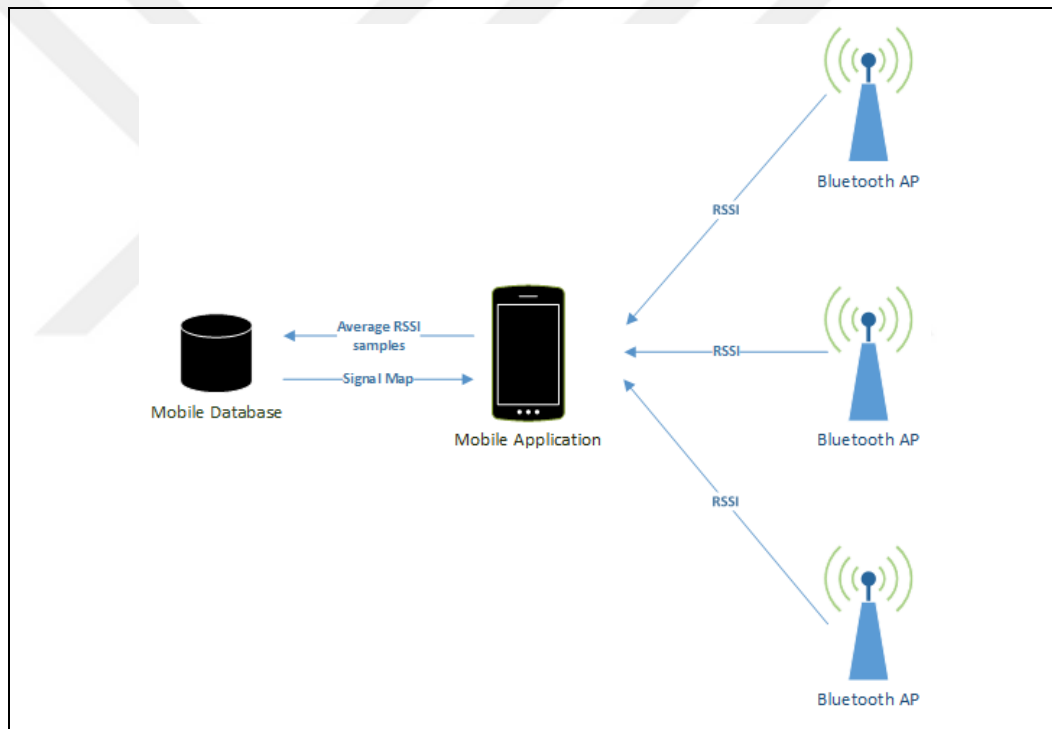 Bluetooth AP
RSSI
Average RSSI
samples
RSSI
Signal Map
Mobile Database
Mobile Application
Bluetooth AP
RSSI
Bluetooth AP